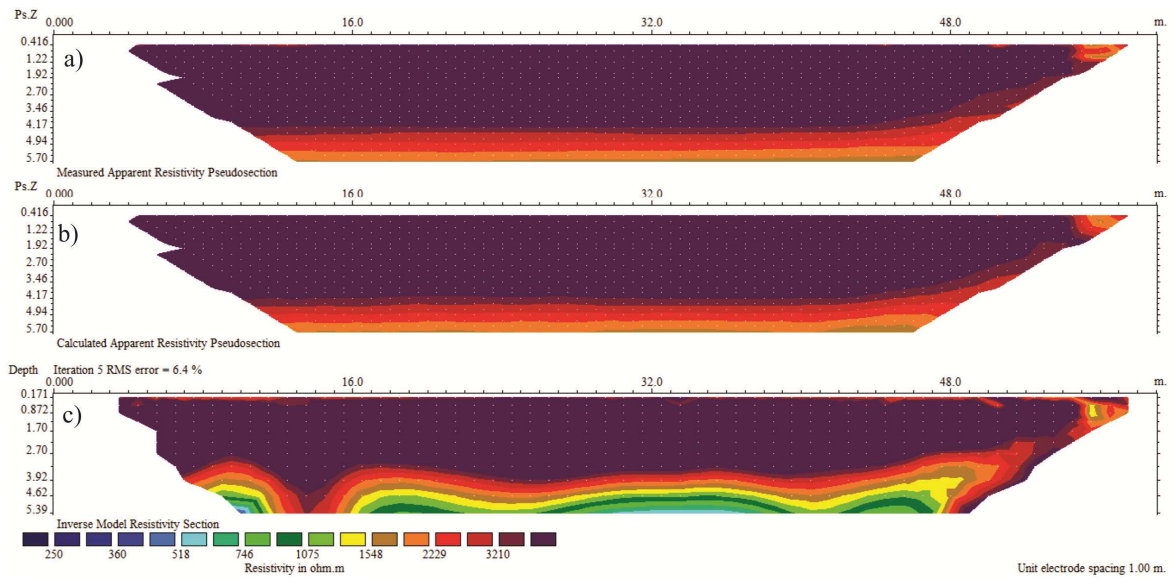 Ps.Z 0.000 16.0 32.0 48.0 m.
0.416
a)
1.22
1.92
2.70
3.46
4.17
4.94
5.70
Measured Apparent Resistivity Pseudosection
Ps.Z 0.000 16.0 32.0 48.0 m.
0.416
b)
1.22
1.92
2.70
3.46
4.17
4.94
5.70
Calculated Apparent Resistivity Pseudosection
Depth Iteration 5 RMS error = 6.4 %
0.000 16.0 32.0 48.0 m.
0.171
0.872
c)
1.70
2.70
3.92
4.62
5.39
Inverse Model Resistivity Section
250 360 518 746 1075 1548 2229 3210
Resistivity in ohm.m
Unit electrode spacing 1.00 m.